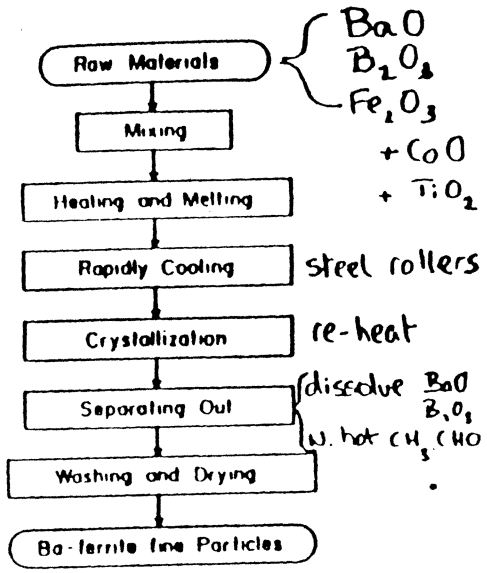 Raw Materials
BaO
B₂O₃
Fe₂O₃
+ CoO
+ TiO₂
Mixing
Heating and Melting
Rapidly Cooling
steel rollers
Crystallization
re-heat
Separating Out
dissolve BaO
B₂O₃
w. hot CH₃CHO
Washing and Drying
Ba-ferrite fine Particles